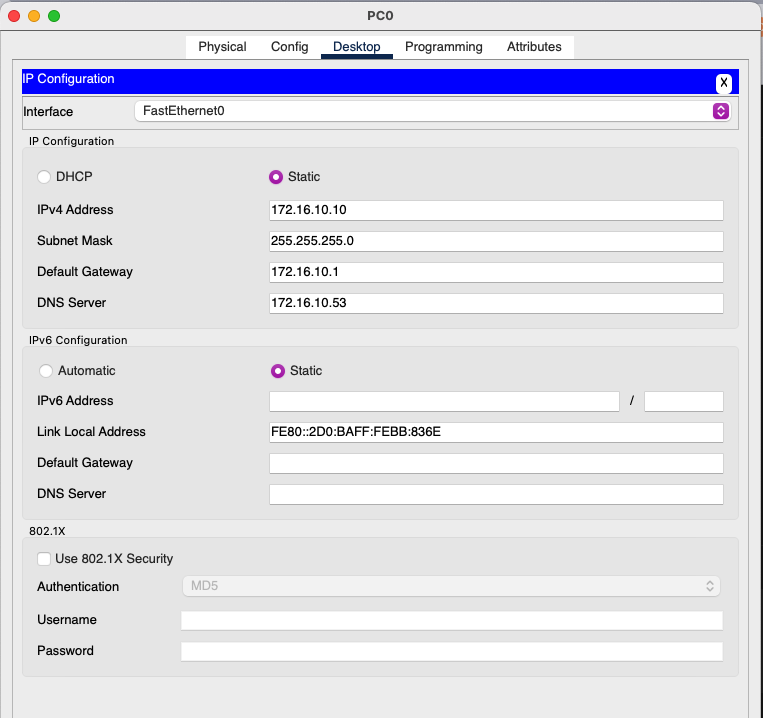 PC0
Physical Config Desktop Programming Attributes
IP Configuration
X
Interface FastEthernet0
IP Configuration
DHCP Static
IPv4 Address 172.16.10.10
Subnet Mask 255.255.255.0
Default Gateway 172.16.10.1
DNS Server 172.16.10.53
IPv6 Configuration
Automatic Static
IPv6 Address /
Link Local Address FE80::2D0:BAFF:FEBB:836E
Default Gateway
DNS Server
802.1X
Use 802.1X Security
Authentication MD5
Username
Password